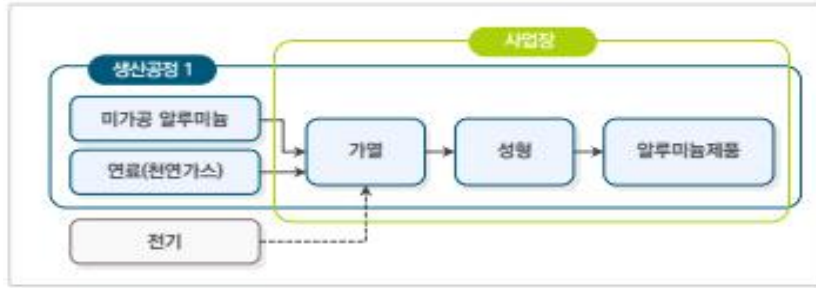 사업장
생산공정 1
미가공 알루미늄
연료(천연가스)
가열
성형
알루미늄제품
전기